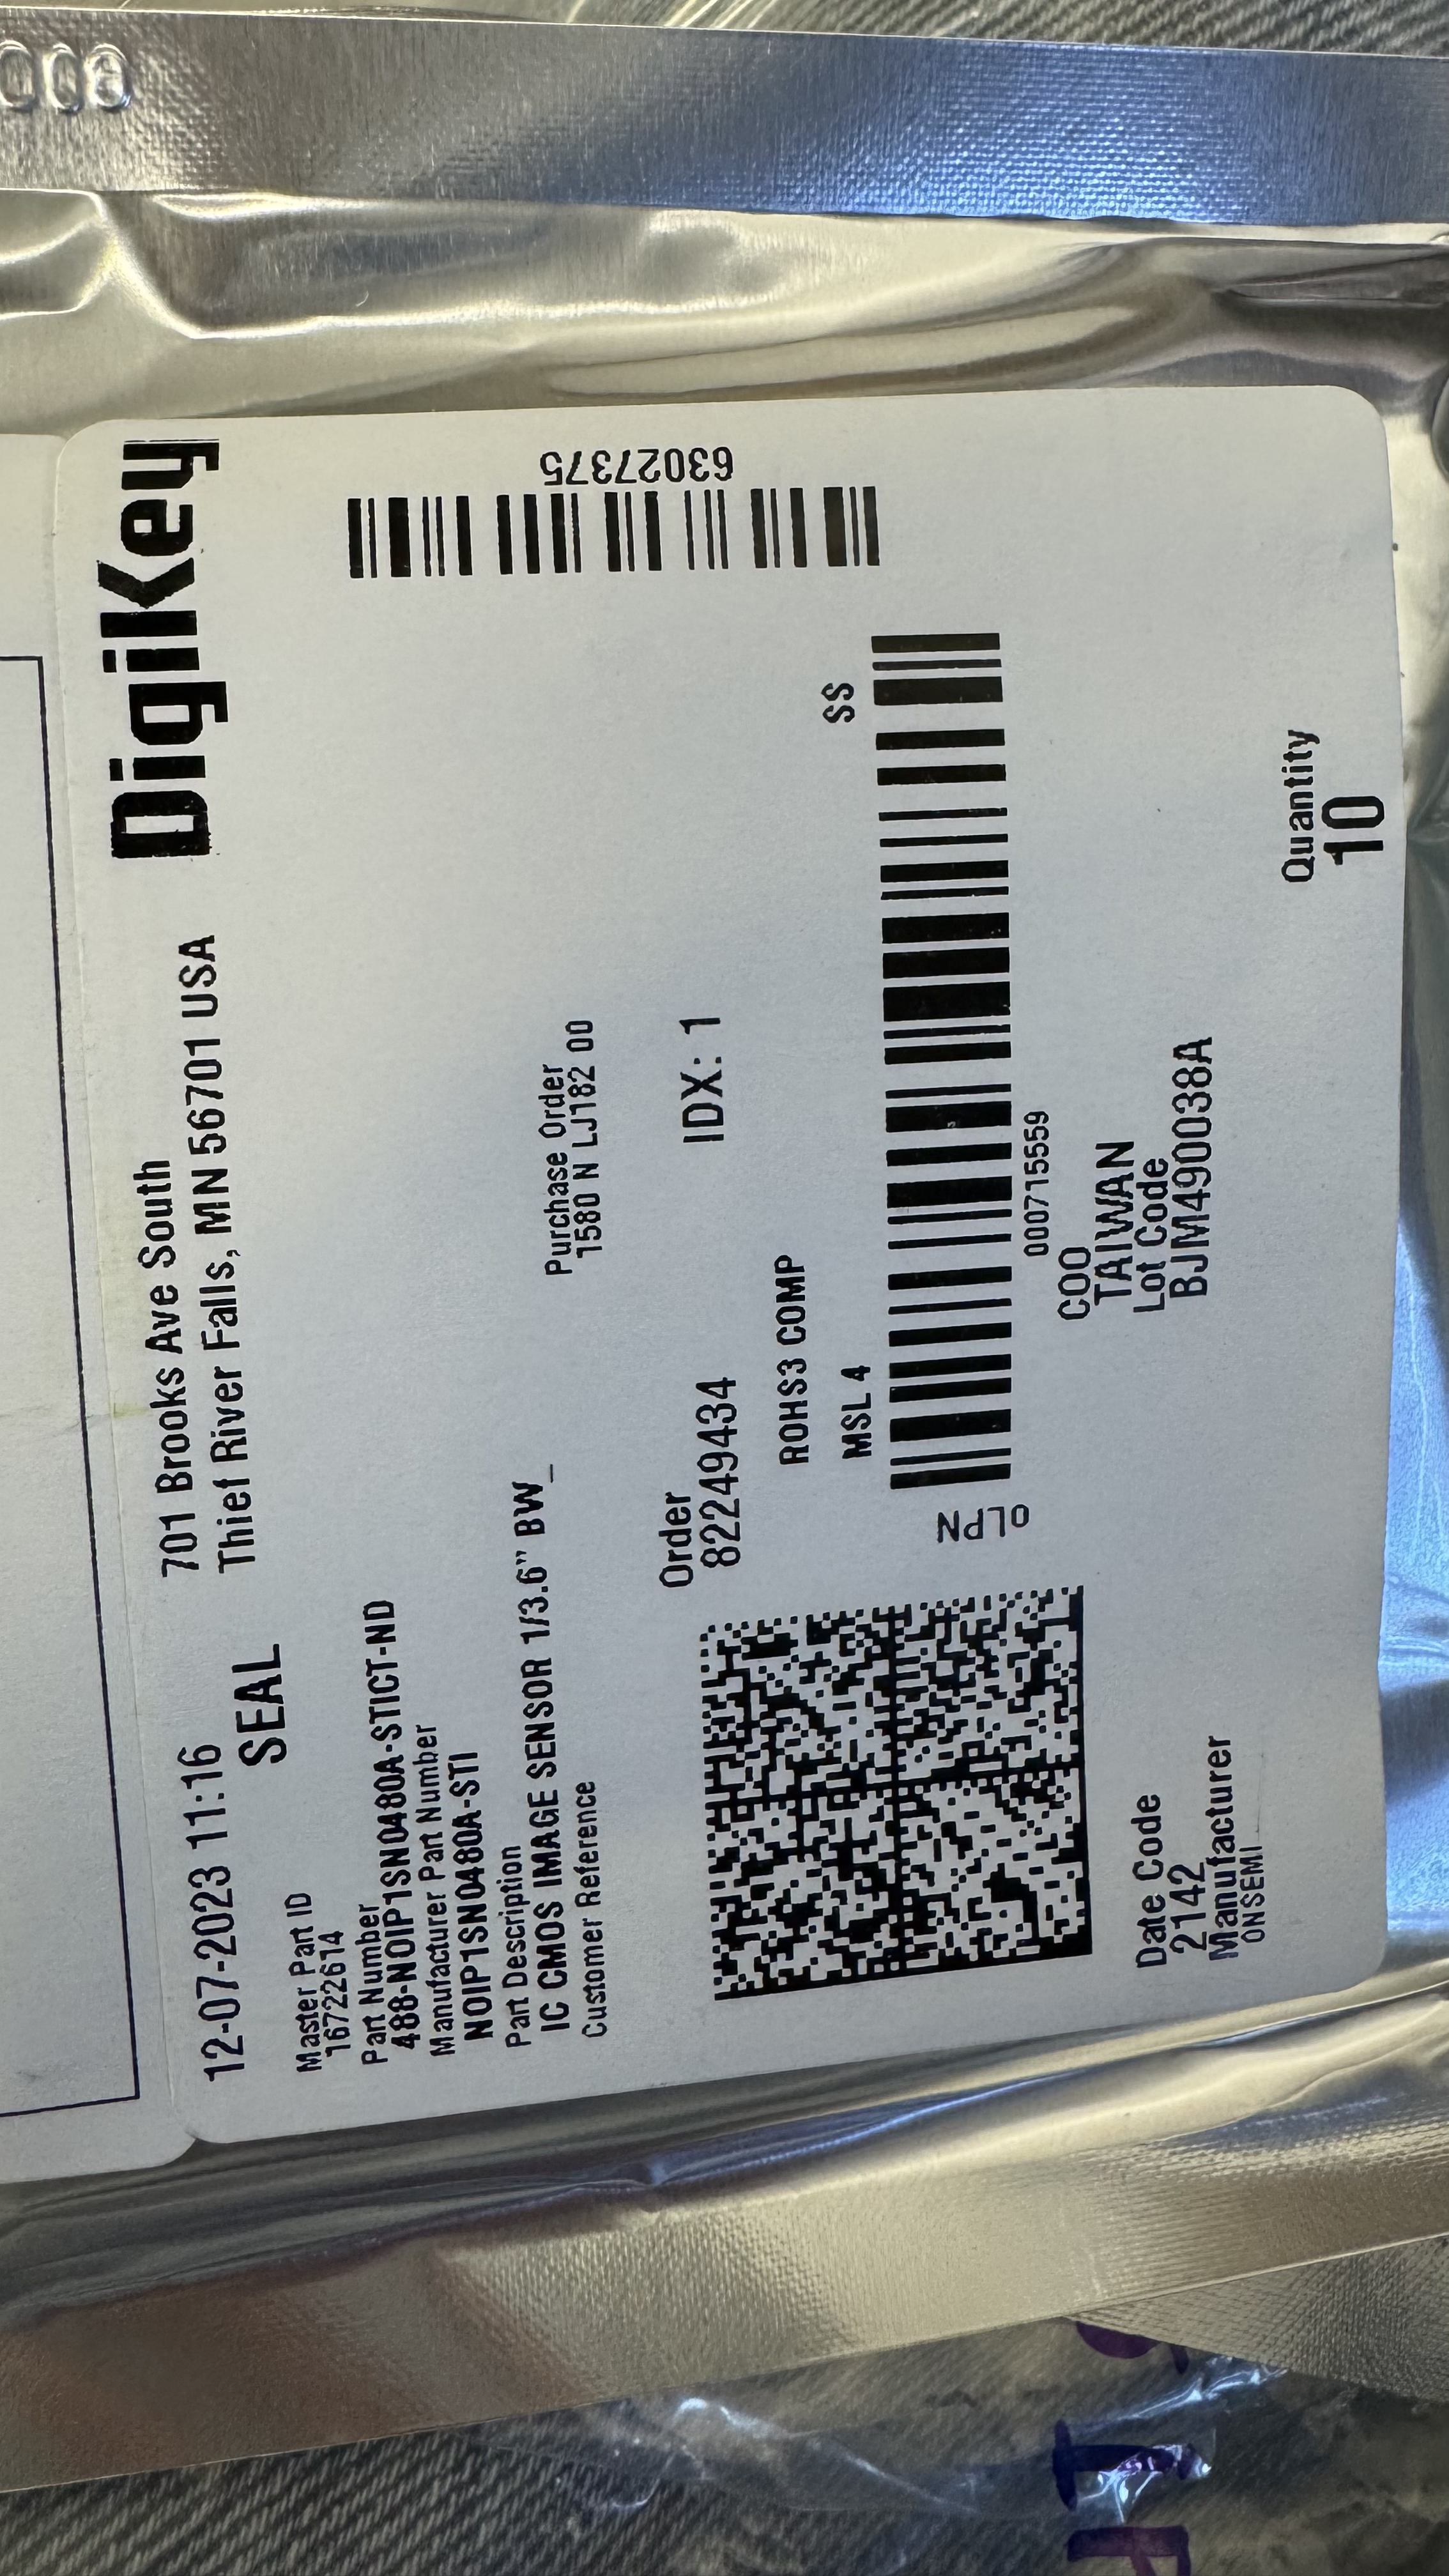 12-07-2023 11:16
SEAL
701 Brooks Ave South
Thief River Falls, MN 56701 USA
DigiKey
Master Part ID
16722614
Part Number
488-NOIP1SN0480A-STICT-ND
Manufacturer Part Number
NOIP1SN0480A-STI
Part Description
IC CMOS IMAGE SENSOR 1/3.6" BW_
Customer Reference
Purchase Order
1580 N LJ182 00
63027375
Order
82249434
IDX: 1
ROHS3 COMP
MSL 4
SS
OLPN
000715559
COO
TAIWAN
Lot Code
BJM490038A
Date Code
2142
Manufacturer
ONSEMI
Quantity
10